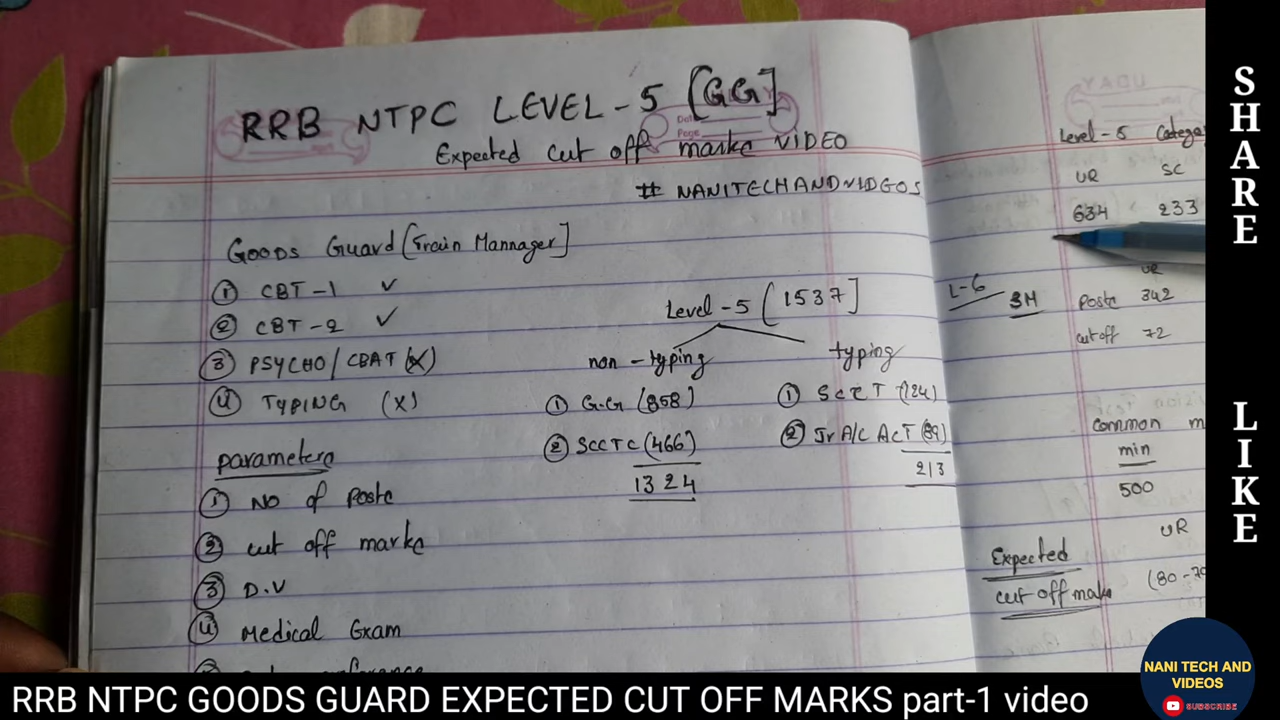 RRB NTPC LEVEL-5 [GG]
Expected cut off marks VIDEO
# NANITECHANDVIDEOS
Goods Guard [Train Mannager]
① CBT-1 ✓
② CBT-2 ✓
③ PSYCHO/CBAT (X)
④ TYPING (X)
Level-5 [1537]
non-typing
① G.G (858)
② SCCTC (466)
1324
typing
① SCCT (124)
② Jr A/C AcT (89)
213
parameters
① NO of Posts
② cut off marks
③ D.V
④ Medical Exam
Level-5 Catego
UR SC
634 233
L-6 SM
UR
Posts 342
cutoff 72
common m
min
500
UR
Expected
cut off marks (80-70
SHARE
LIKE
NANI TECH AND
VIDEOS
SUBSCRIBE
RRB NTPC GOODS GUARD EXPECTED CUT OFF MARKS part-1 video